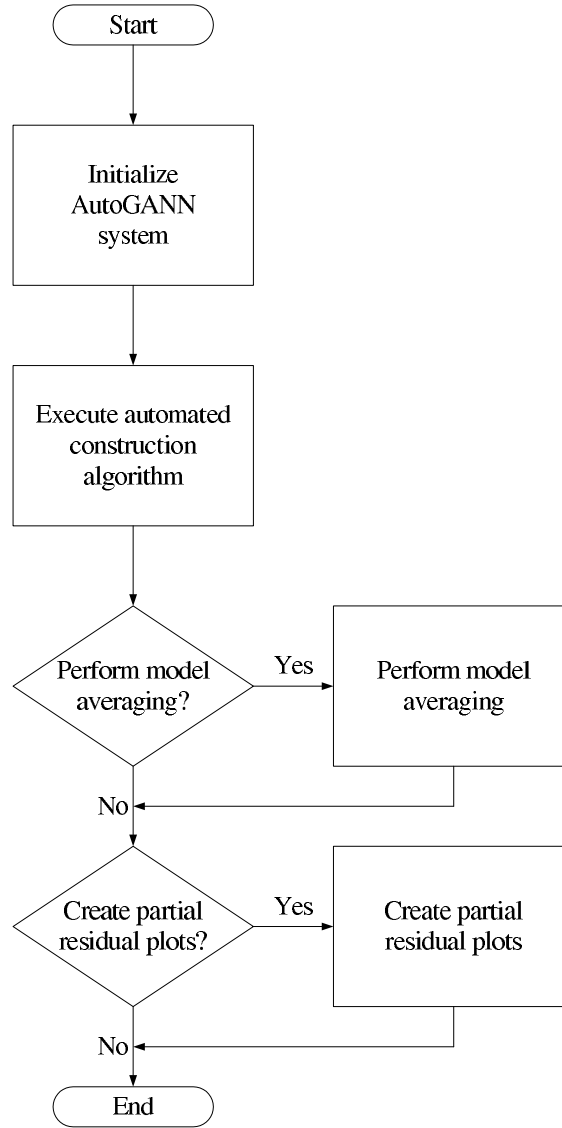 Start
Initialize
AutoGANN
system
Execute automated
construction
algorithm
Perform model
averaging?
Yes
Perform model
averaging
No
Create partial
residual plots?
Yes
Create partial
residual plots
No
End